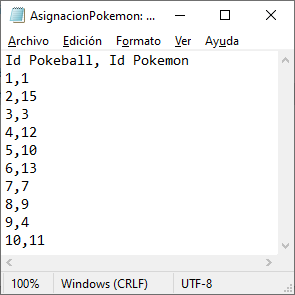 AsignacionPokemon: ...
Archivo Edición Formato Ver Ayuda
Id Pokeball, Id Pokemon
1,1
2,15
3,3
4,12
5,10
6,13
7,7
8,9
9,4
10,11
100% Windows (CRLF) UTF-8